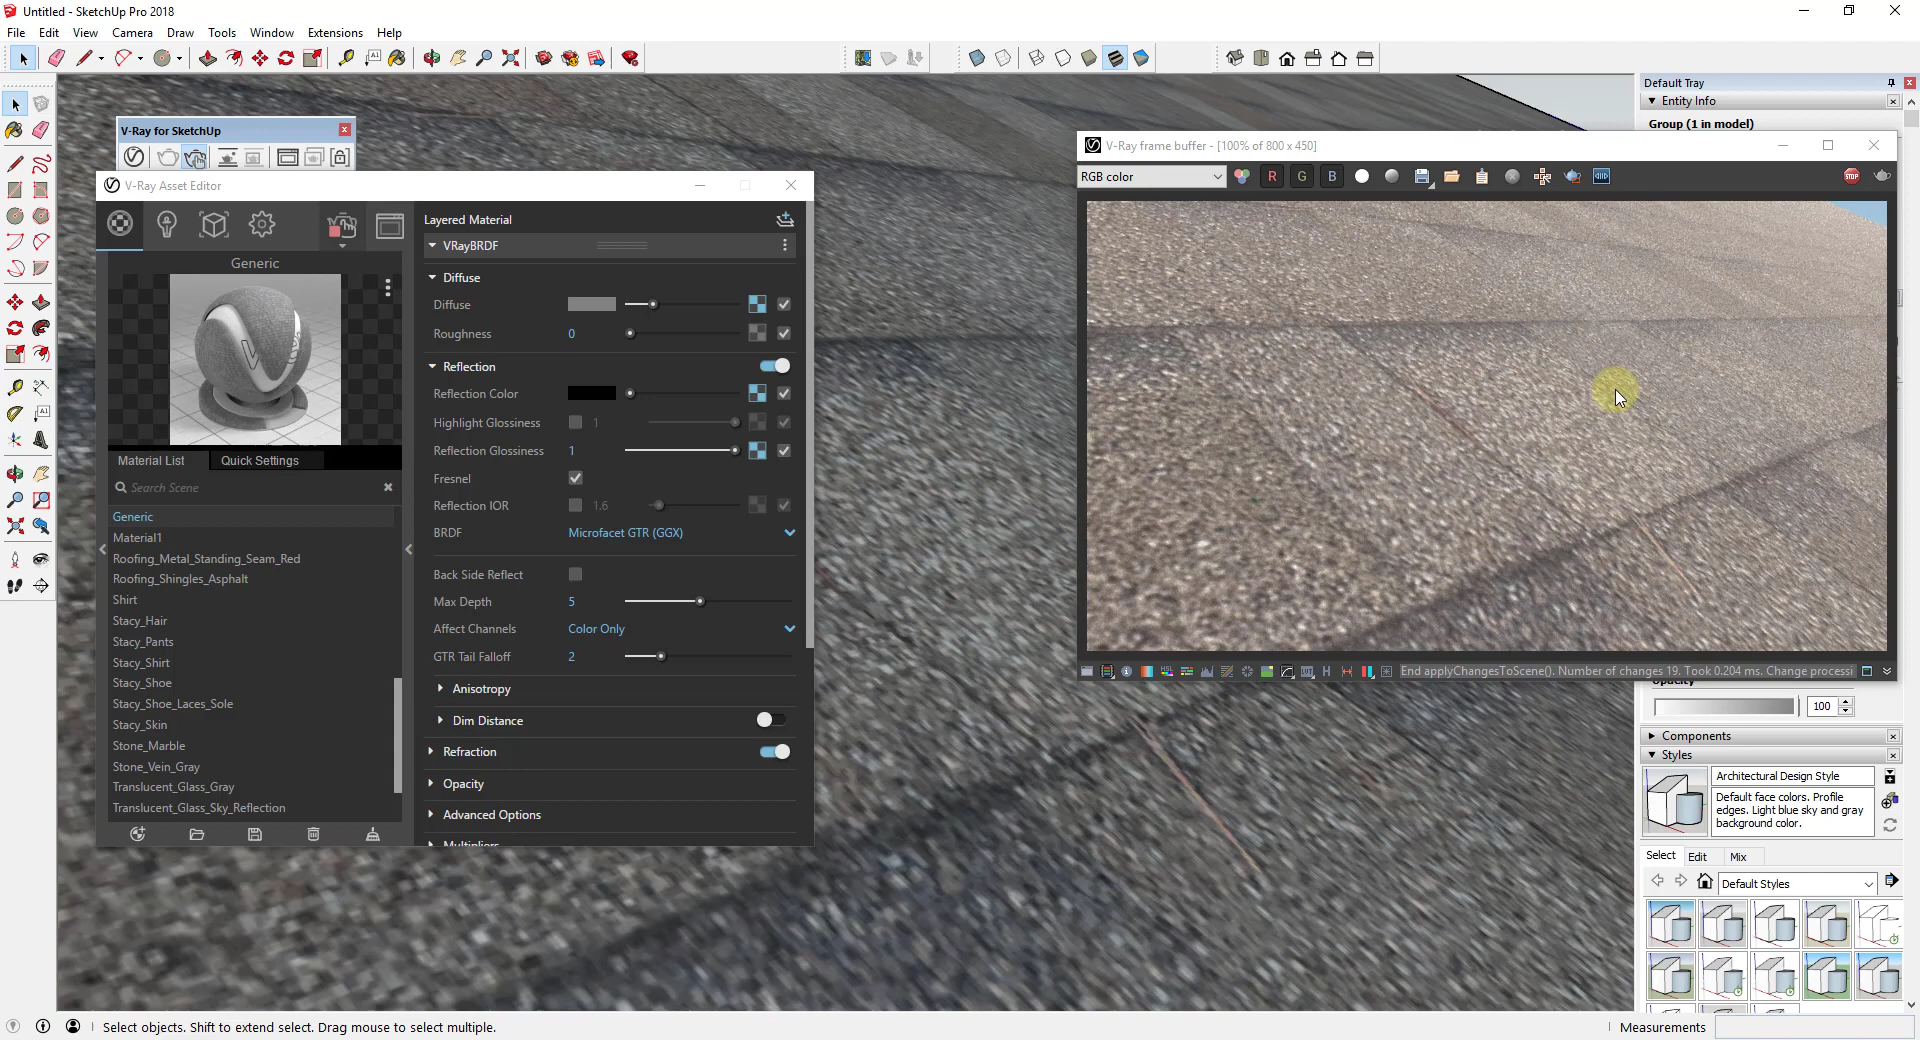 Untitled - SketchUp Pro 2018
File Edit View Camera Draw Tools Window Extensions Help
Default Tray
Entity Info
Group (1 in model)
V-Ray for SketchUp
V-Ray frame buffer - [100% of 800 x 450]
RGB color
R G B
STOP
V-Ray Asset Editor
Generic
Material List Quick Settings
Search Scene
Generic
Material1
Roofing_Metal_Standing_Seam_Red
Roofing_Shingles_Asphalt
Shirt
Stacy_Hair
Stacy_Pants
Stacy_Shirt
Stacy_Shoe
Stacy_Shoe_Laces_Sole
Stacy_Skin
Stone_Marble
Stone_Vein_Gray
Translucent_Glass_Gray
Translucent_Glass_Sky_Reflection
Layered Material
VRayBRDF
Diffuse
Diffuse
Roughness 0
Reflection
Reflection Color
Highlight Glossiness 1
Reflection Glossiness 1
Fresnel
Reflection IOR 1.6
BRDF Microfacet GTR (GGX)
Back Side Reflect
Max Depth 5
Affect Channels Color Only
GTR Tail Falloff 2
Anisotropy
Dim Distance
Refraction
Opacity
Advanced Options
Multipliers
End applyChangesToScene(). Number of changes 19. Took 0.204 ms. Change processi
Opacity
100
Components
Styles
Architectural Design Style
Default face colors. Profile
edges. Light blue sky and gray
background color.
Select Edit Mix
Default Styles
Select objects. Shift to extend select. Drag mouse to select multiple.
Measurements